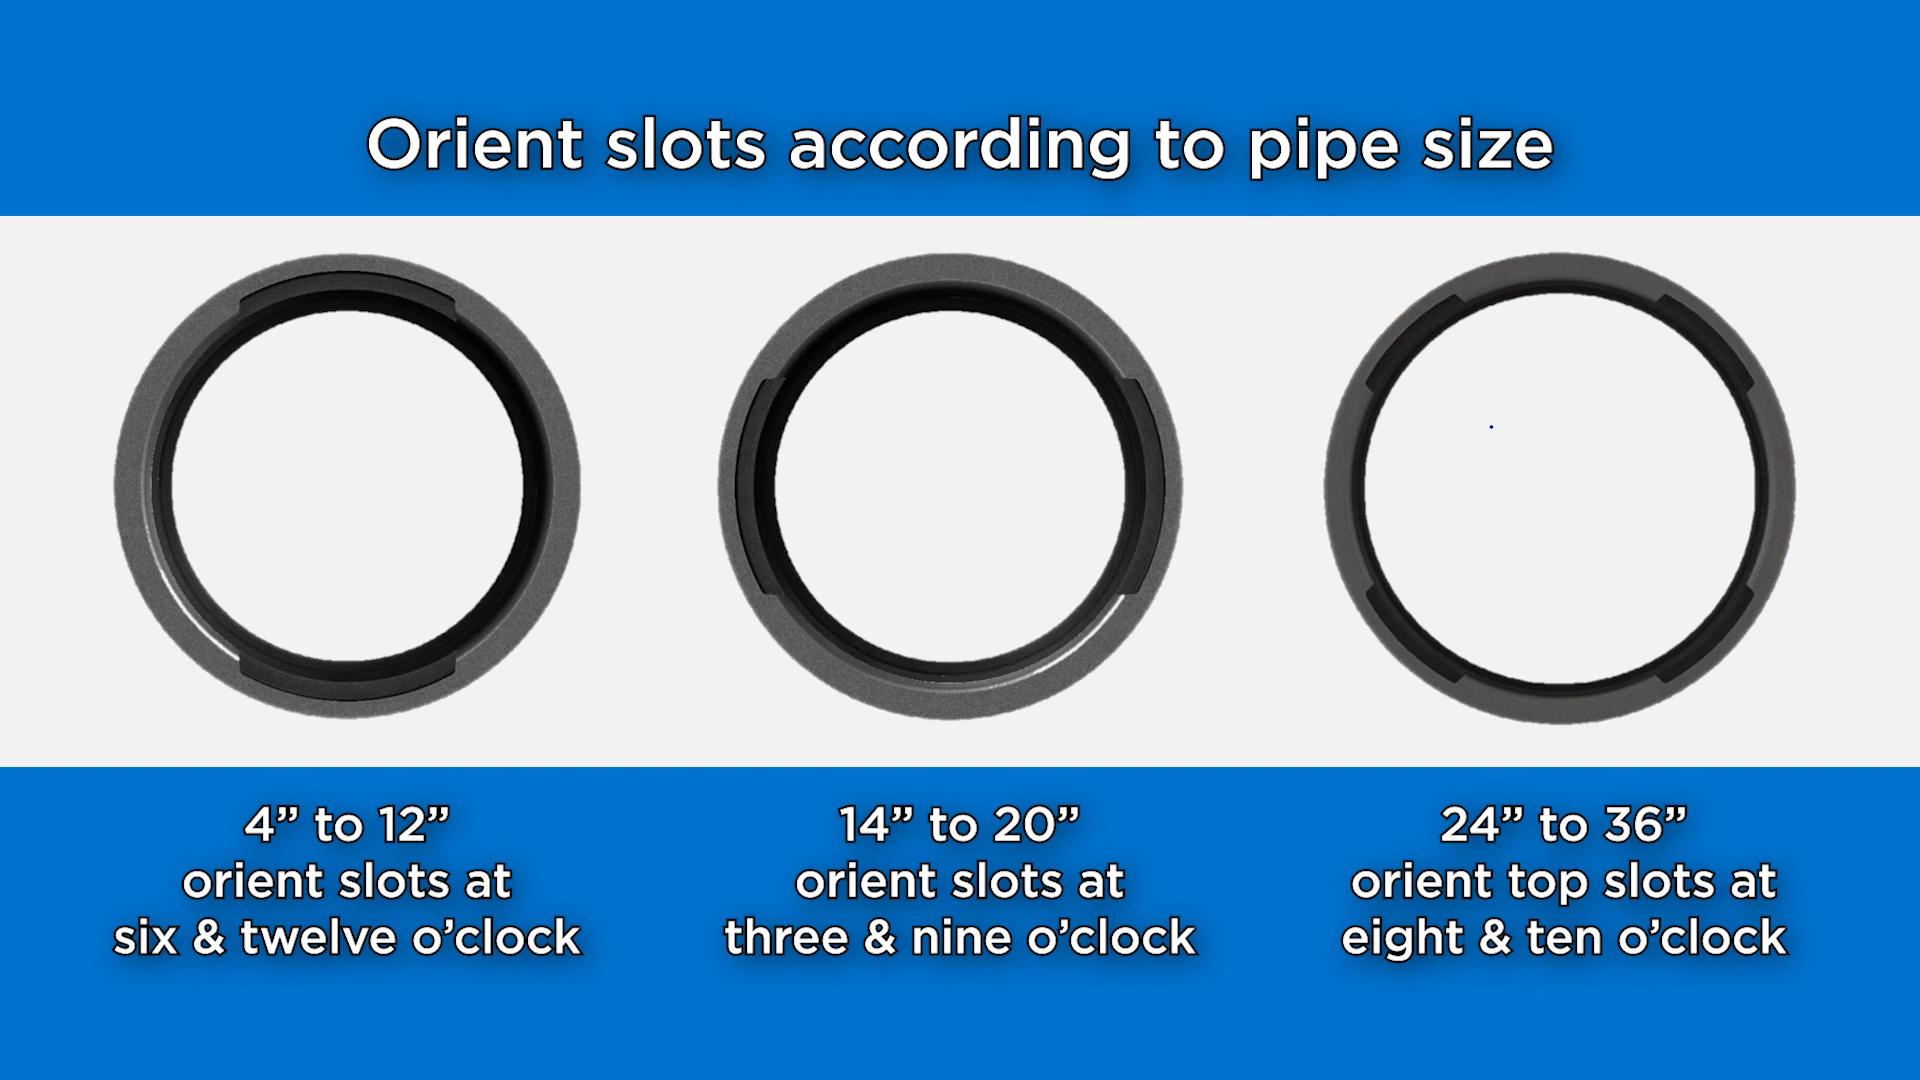 Orient slots according to pipe size
4” to 12”
orient slots at
six & twelve o’clock
14” to 20”
orient slots at
three & nine o’clock
24” to 36”
orient top slots at
eight & ten o’clock